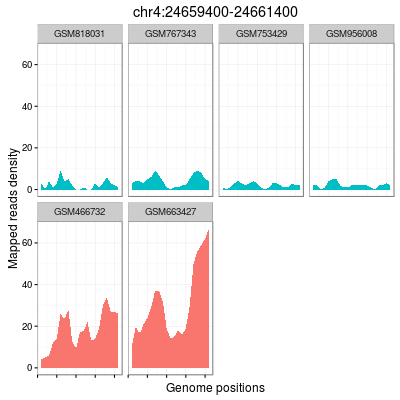 chr4:24659400-24661400
GSM818031 GSM767343 GSM753429 GSM956008
60
40
20
0
GSM466732 GSM663427
60
40
20
0
Mapped reads density
Genome positions